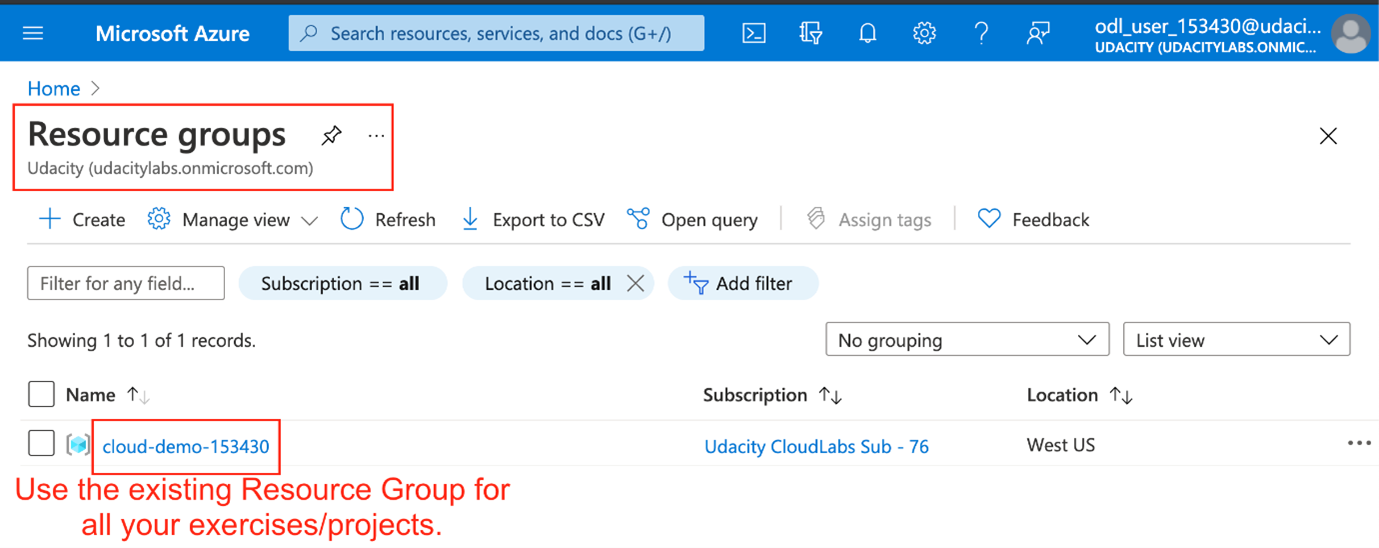 Microsoft Azure
Search resources, services, and docs (G+/)
odl_user_153430@udaci...
UDACITY (UDACITYLABS.ONMIC...
Home
Resource groups
Udacity (udacitylabs.onmicrosoft.com)
Create Manage view Refresh Export to CSV Open query Assign tags Feedback
Filter for any field... Subscription == all Location == all Add filter
Showing 1 to 1 of 1 records. No grouping List view
Name Subscription Location
cloud-demo-153430 Udacity CloudLabs Sub - 76 West US
Use the existing Resource Group for
all your exercises/projects.